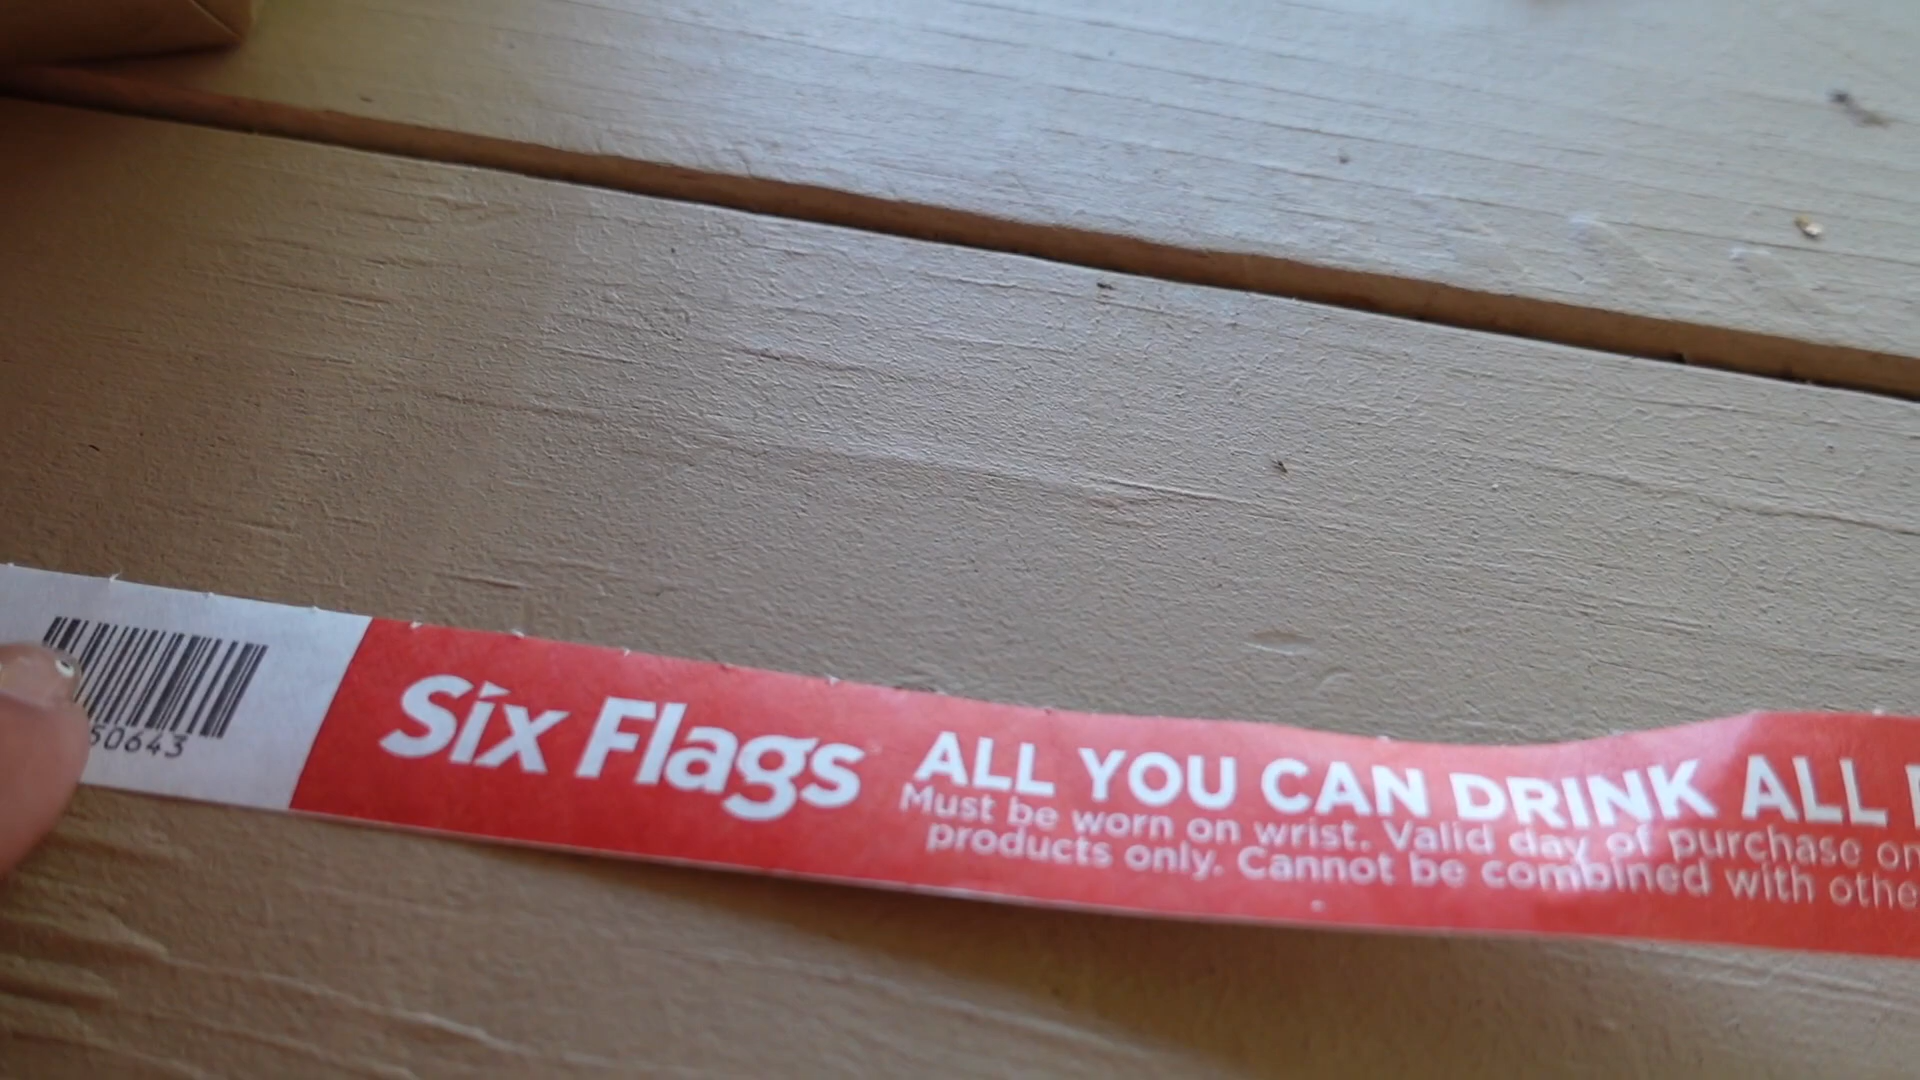 50643
Six Flags
ALL YOU CAN DRINK ALL
Must be worn on wrist. Valid day of purchase
products only. Cannot be combined with